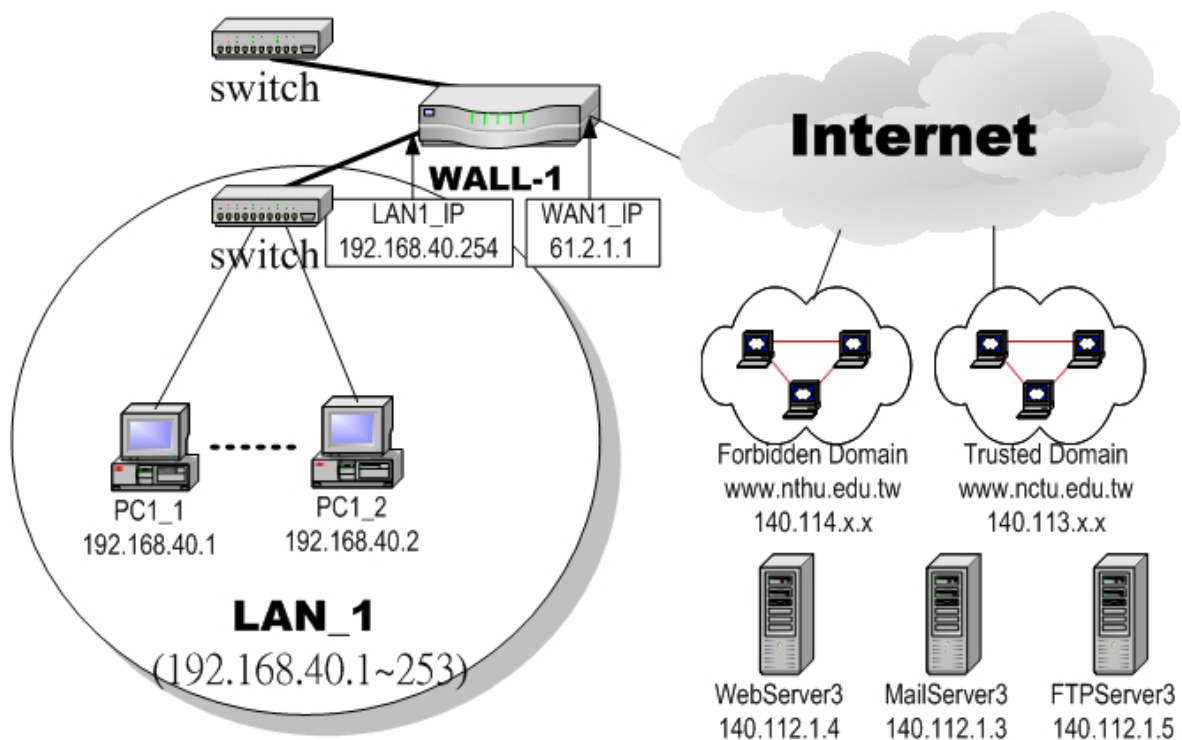 switch
Internet
WALL-1
LAN1_IP
192.168.40.254
WAN1_IP
61.2.1.1
switch
PC1_1
192.168.40.1
PC1_2
192.168.40.2
LAN_1
(192.168.40.1~253)
Forbidden Domain
www.nthu.edu.tw
140.114.x.x
Trusted Domain
www.nctu.edu.tw
140.113.x.x
WebServer3
140.112.1.4
MailServer3
140.112.1.3
FTPServer3
140.112.1.5